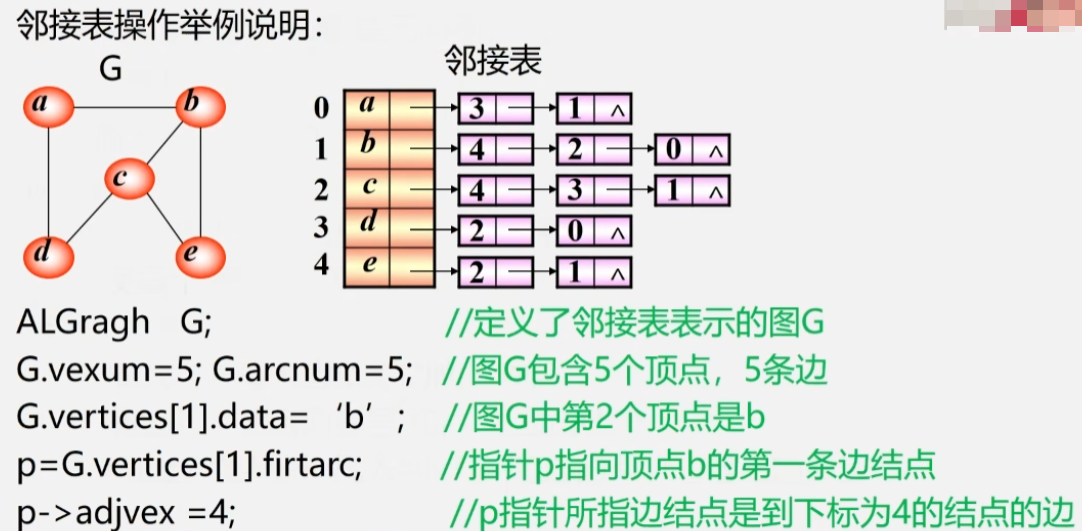 邻接表操作举例说明：
G
邻接表
a
b
c
d
e
0 a 3 1 ^
1 b 4 2 0 ^
2 c 4 3 1 ^
3 d 2 0 ^
4 e 2 1 ^
ALGragh G; //定义了邻接表表示的图G
G.vexum=5; G.arcnum=5; //图G包含5个顶点，5条边
G.vertices[1].data= ‘b’ ; //图G中第2个顶点是b
p=G.vertices[1].firtarc; //指针p指向顶点b的第一条边结点
p->adjvex =4; //p指针所指边结点是到下标为4的结点的边